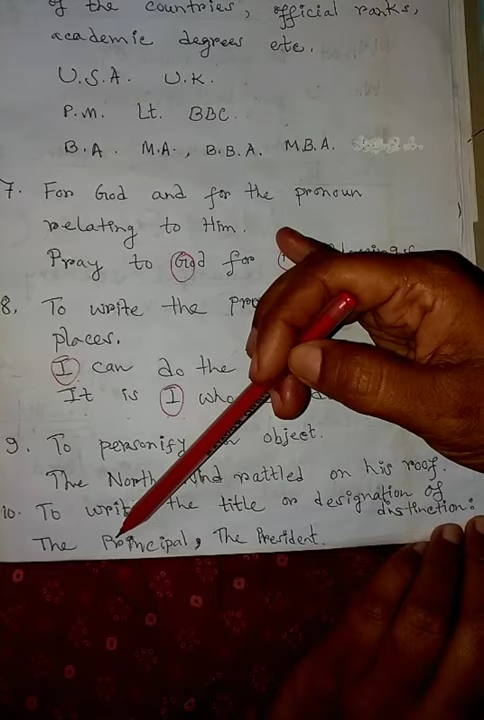 of the countries, official ranks,
academic degrees etc.
U.S.A. U.K.
P.M. Lt. BBC.
B.A. M.A., B.B.A. MBA.
7. For God and for the pronoun
relating to Him.
Pray to God for
8. To write the
places.
I can do the
It is I who
9. To personify object.
The North Wind rattled on his roof.
10. To write the title or designation of
distinction:
The Principal, The President.